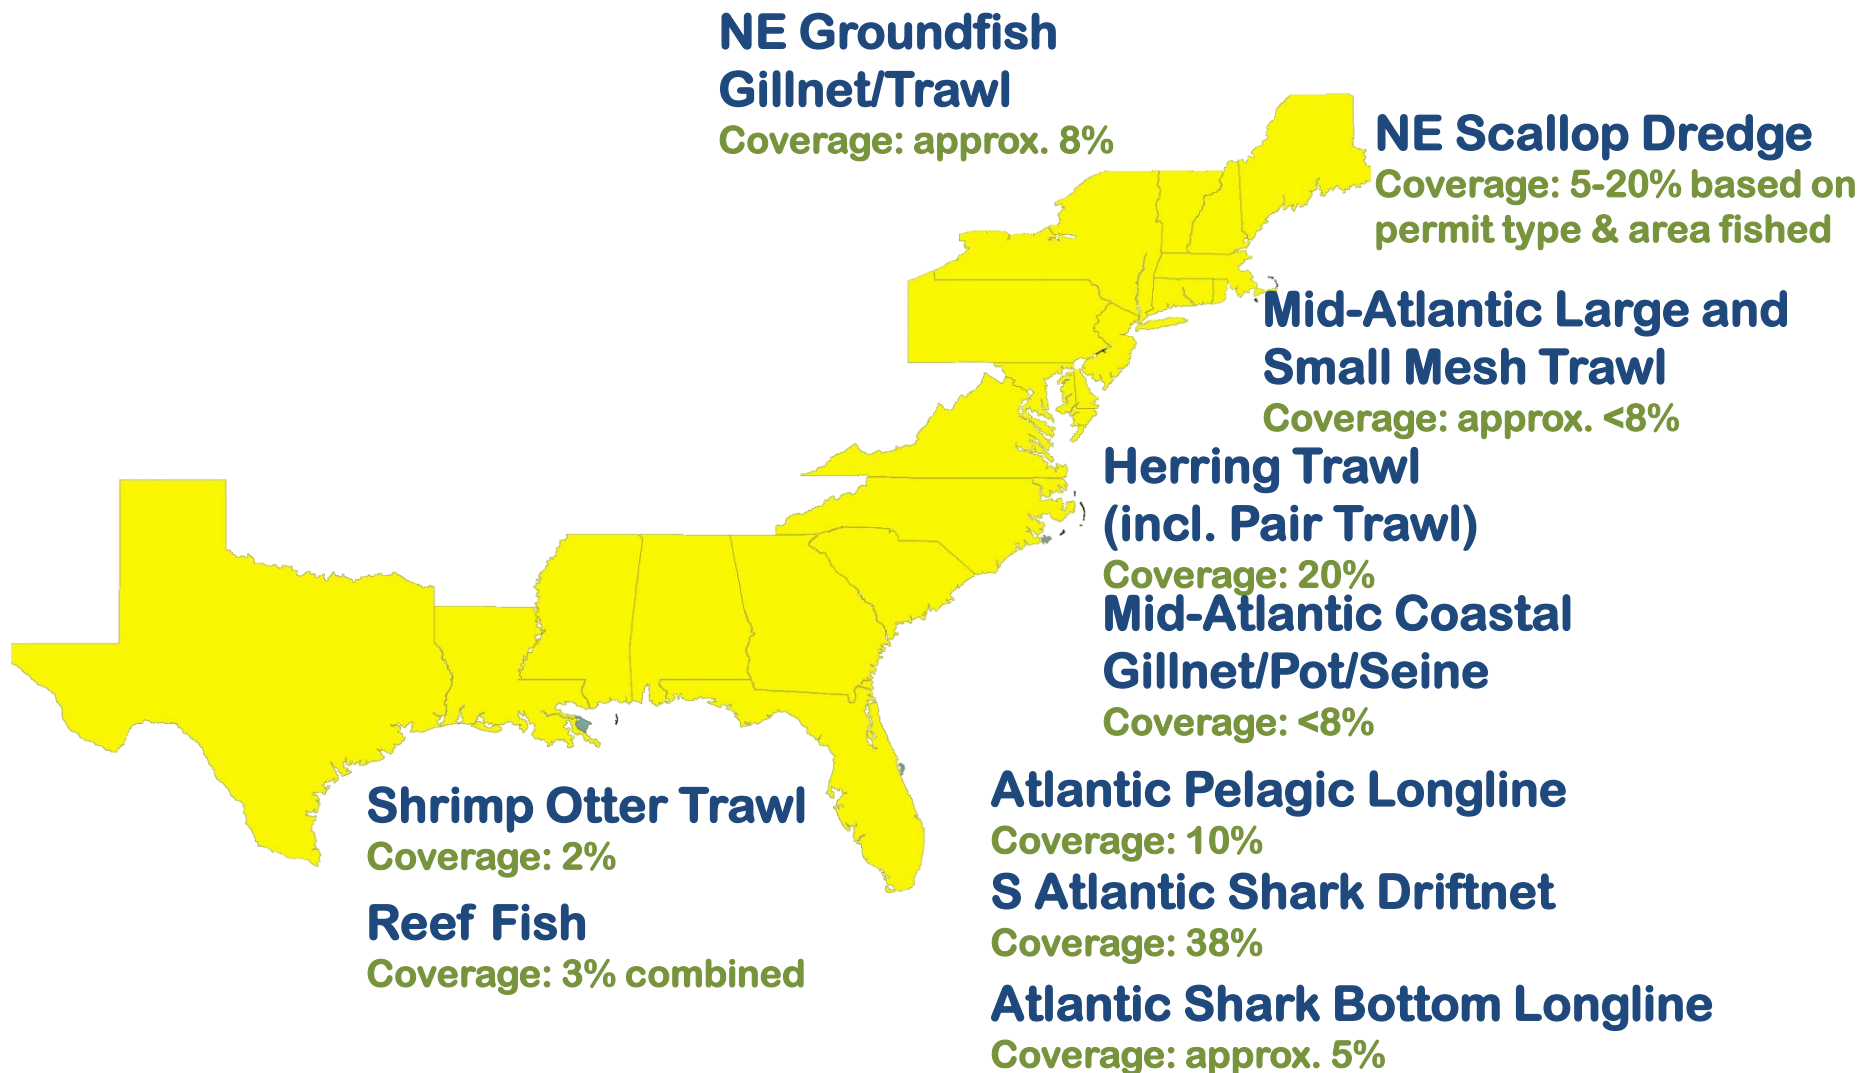 NE Groundfish
Gillnet/Trawl
Coverage: approx. 8%
NE Scallop Dredge
Coverage: 5-20% based on
permit type & area fished
Mid-Atlantic Large and
Small Mesh Trawl
Coverage: approx. <8%
Herring Trawl
(incl. Pair Trawl)
Coverage: 20%
Mid-Atlantic Coastal
Gillnet/Pot/Seine
Coverage: <8%
Shrimp Otter Trawl
Coverage: 2%
Reef Fish
Coverage: 3% combined
Atlantic Pelagic Longline
Coverage: 10%
S Atlantic Shark Driftnet
Coverage: 38%
Atlantic Shark Bottom Longline
Coverage: approx. 5%